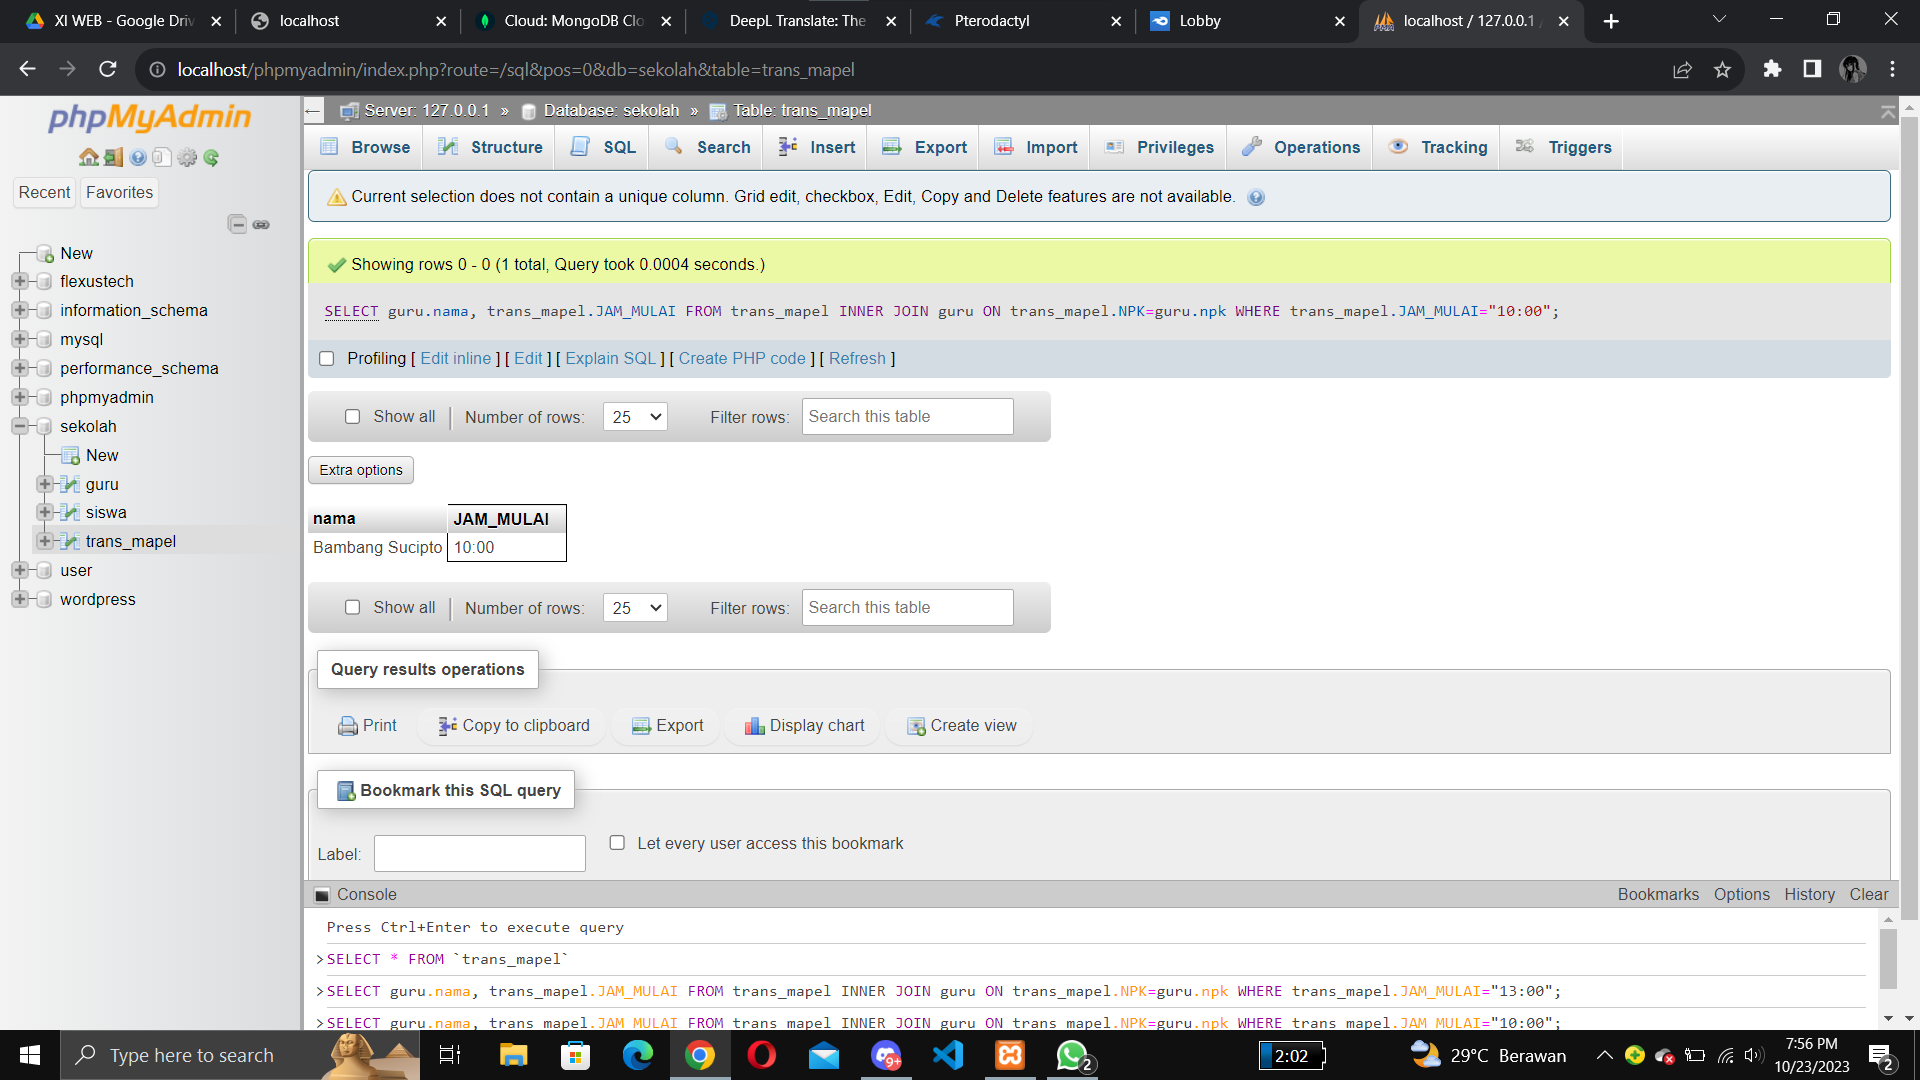 XI WEB - Google Driv
localhost
Cloud: MongoDB Clo
DeepL Translate: The
Pterodactyl
Lobby
localhost / 127.0.0.1 /
localhost/phpmyadmin/index.php?route=/sql&pos=0&db=sekolah&table=trans_mapel
phpMyAdmin
Recent
Favorites
New
flexustech
information_schema
mysql
performance_schema
phpmyadmin
sekolah
New
guru
siswa
trans_mapel
user
wordpress
Server: 127.0.0.1 » Database: sekolah » Table: trans_mapel
Browse
Structure
SQL
Search
Insert
Export
Import
Privileges
Operations
Tracking
Triggers
Current selection does not contain a unique column. Grid edit, checkbox, Edit, Copy and Delete features are not available.
Showing rows 0 - 0 (1 total, Query took 0.0004 seconds.)
SELECT guru.nama, trans_mapel.JAM_MULAI FROM trans_mapel INNER JOIN guru ON trans_mapel.NPK=guru.npk WHERE trans_mapel.JAM_MULAI="10:00";
Profiling [ Edit inline ] [ Edit ] [ Explain SQL ] [ Create PHP code ] [ Refresh ]
Show all | Number of rows: 25 Filter rows: Search this table
Extra options
nama JAM_MULAI
Bambang Sucipto 10:00
Show all | Number of rows: 25 Filter rows: Search this table
Query results operations
Print
Copy to clipboard
Export
Display chart
Create view
Bookmark this SQL query
Label:
Let every user access this bookmark
Console
Bookmarks Options History Clear
Press Ctrl+Enter to execute query
>SELECT * FROM `trans_mapel`
>SELECT guru.nama, trans_mapel.JAM_MULAI FROM trans_mapel INNER JOIN guru ON trans_mapel.NPK=guru.npk WHERE trans_mapel.JAM_MULAI="13:00";
>SELECT guru.nama, trans_mapel.JAM_MULAI FROM trans_mapel INNER JOIN guru ON trans_mapel.NPK=guru.npk WHERE trans_mapel.JAM_MULAI="10:00";
Type here to search
9+
2
2:02
29°C Berawan
7:56 PM
10/23/2023
2